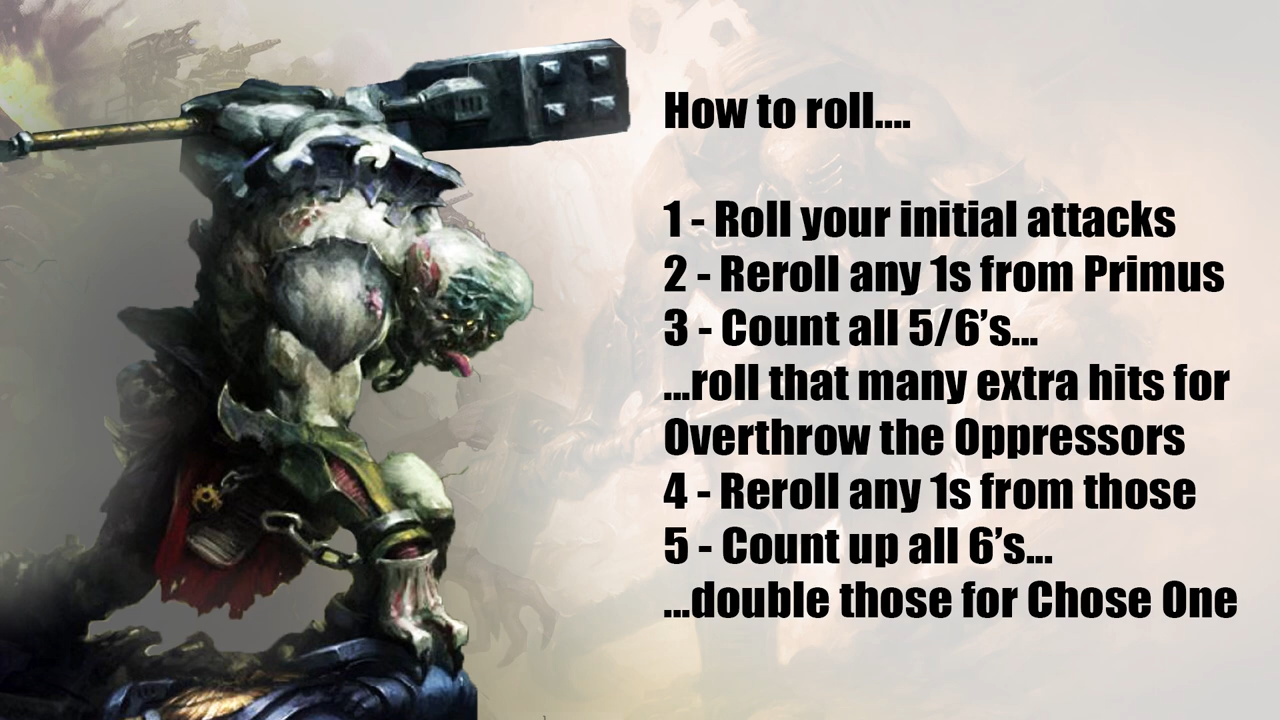 How to roll....
1 - Roll your initial attacks
2 - Reroll any 1s from Primus
3 - Count all 5/6’s...
...roll that many extra hits for
Overthrow the Oppressors
4 - Reroll any 1s from those
5 - Count up all 6’s...
...double those for Chose One